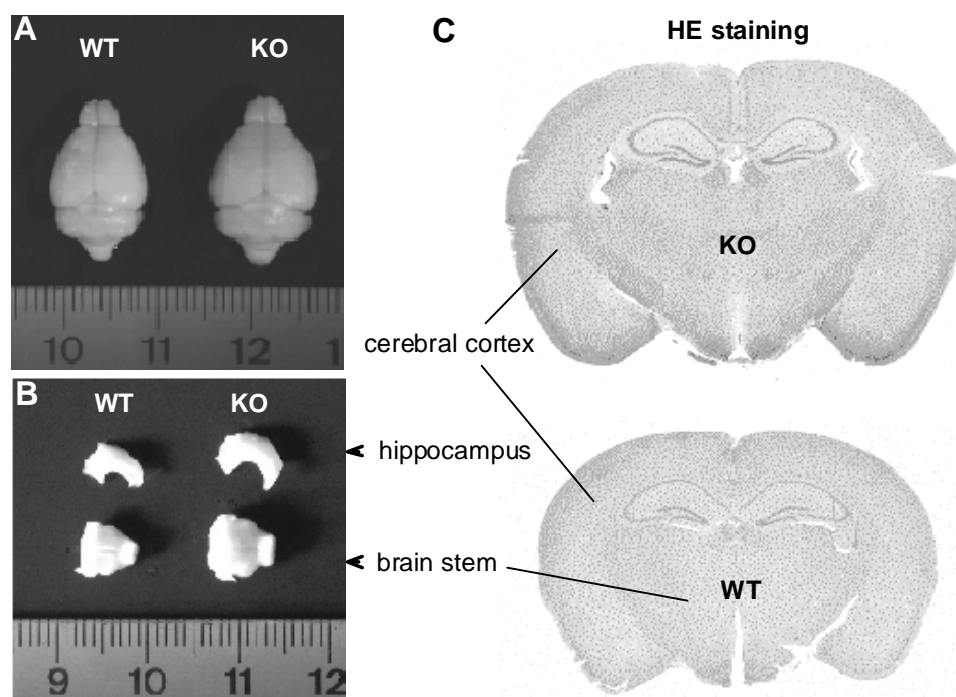 A
WT KO
10 11 12 1
B
WT KO
9 10 11 12
C
HE staining
KO
cerebral cortex
hippocampus
brain stem
WT